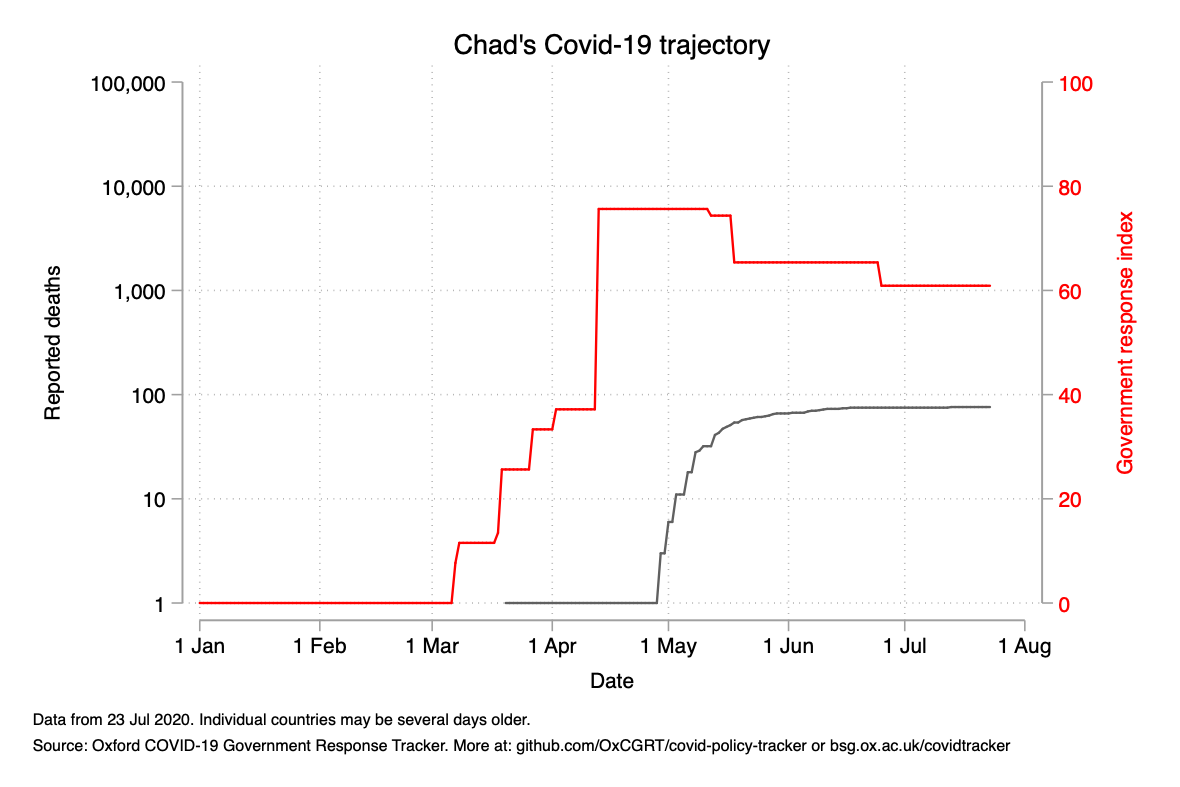 Chad's Covid-19 trajectory
100,000
10,000
1,000
100
10
1
Reported deaths
100
80
60
40
20
0
Government response index
1 Jan 1 Feb 1 Mar 1 Apr 1 May 1 Jun 1 Jul 1 Aug
Date
Data from 23 Jul 2020. Individual countries may be several days older.
Source: Oxford COVID-19 Government Response Tracker. More at: github.com/OxCGRT/covid-policy-tracker or bsg.ox.ac.uk/covidtracker